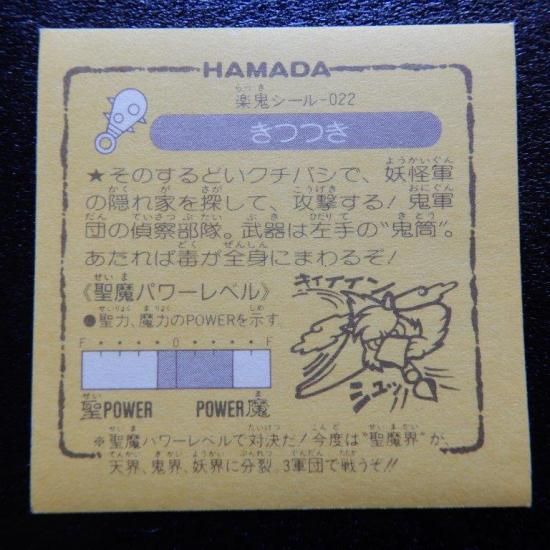 HAMADA
楽鬼シール-022
きつつき
★そのするどいクチバシで、妖怪軍
の隠れ家を探して、攻撃する!鬼軍
団の偵察部隊。武器は左手の"鬼筒"。
あたれば毒が全身にまわるぞ!
《聖魔パワーレベル》
●聖力、魔力のPOWERを示す。
キイイイン
F 0 F
シュッ
聖POWER POWER魔
※聖魔パワーレベルで対決だ!今度は"聖魔界"が、
天界、鬼界、妖界に分裂、3軍団で戦うぞ!!